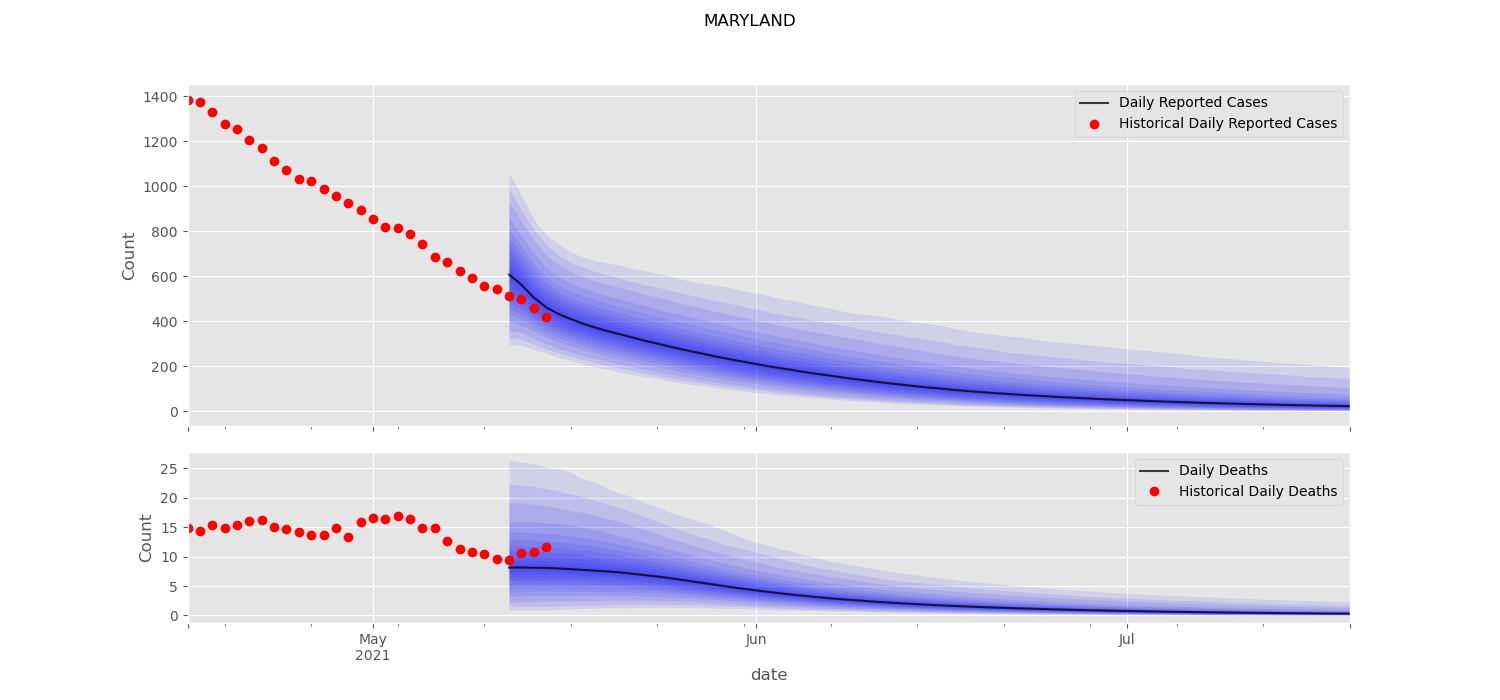 MARYLAND
1400
1200
1000
800
600
400
200
0
Count
Daily Reported Cases
Historical Daily Reported Cases
25
20
15
10
5
0
Count
Daily Deaths
Historical Daily Deaths
May
2021
Jun
Jul
date